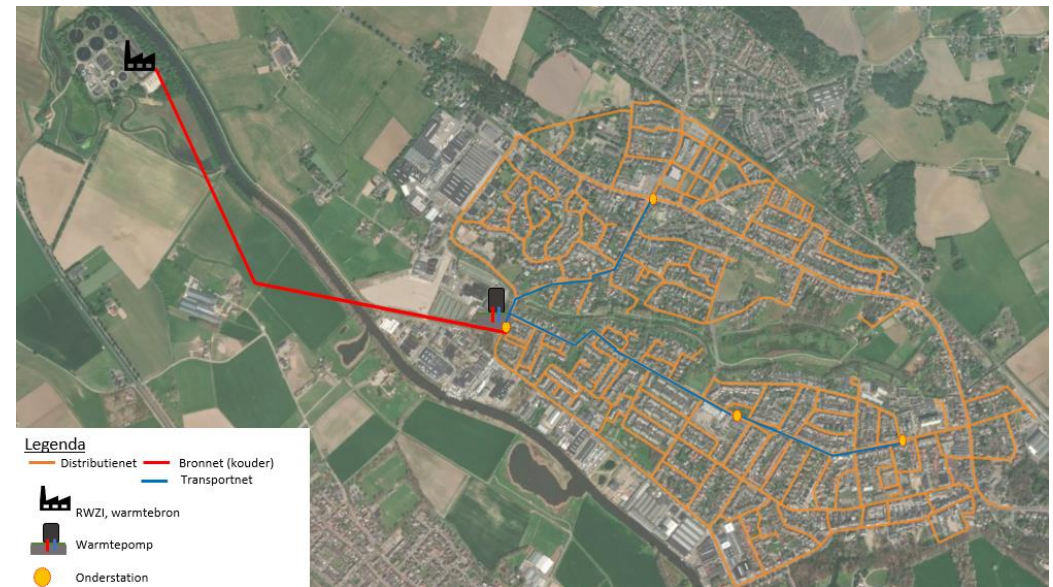 Legenda
Distributienet Bronnet (kouder)
Transportnet
RWZI, warmtebron
Warmtepomp
Onderstation